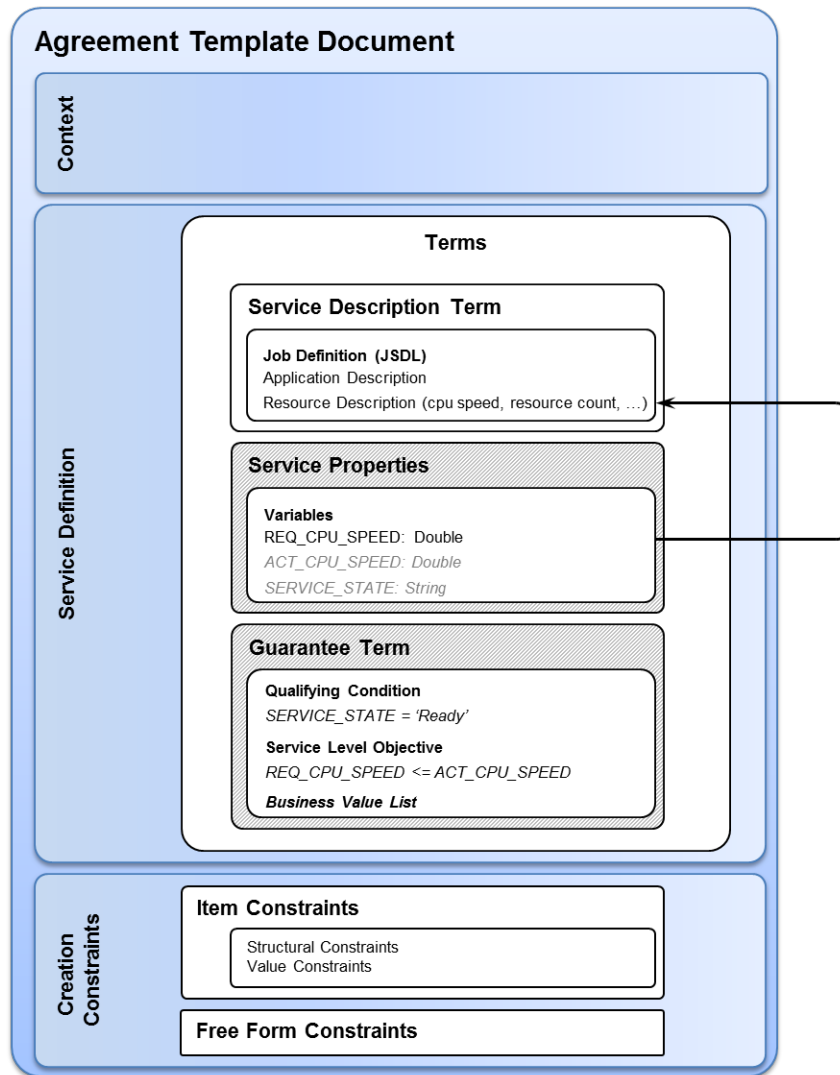 Agreement Template Document
Context
Service Definition
Terms
Service Description Term
Job Definition (JSDL)
Application Description
Resource Description (cpu speed, resource count, …)
Service Properties
Variables
REQ_CPU_SPEED: Double
ACT_CPU_SPEED: Double
SERVICE_STATE: String
Guarantee Term
Qualifying Condition
SERVICE_STATE = ‘Ready’
Service Level Objective
REQ_CPU_SPEED <= ACT_CPU_SPEED
Business Value List
Creation
Constraints
Item Constraints
Structural Constraints
Value Constraints
Free Form Constraints